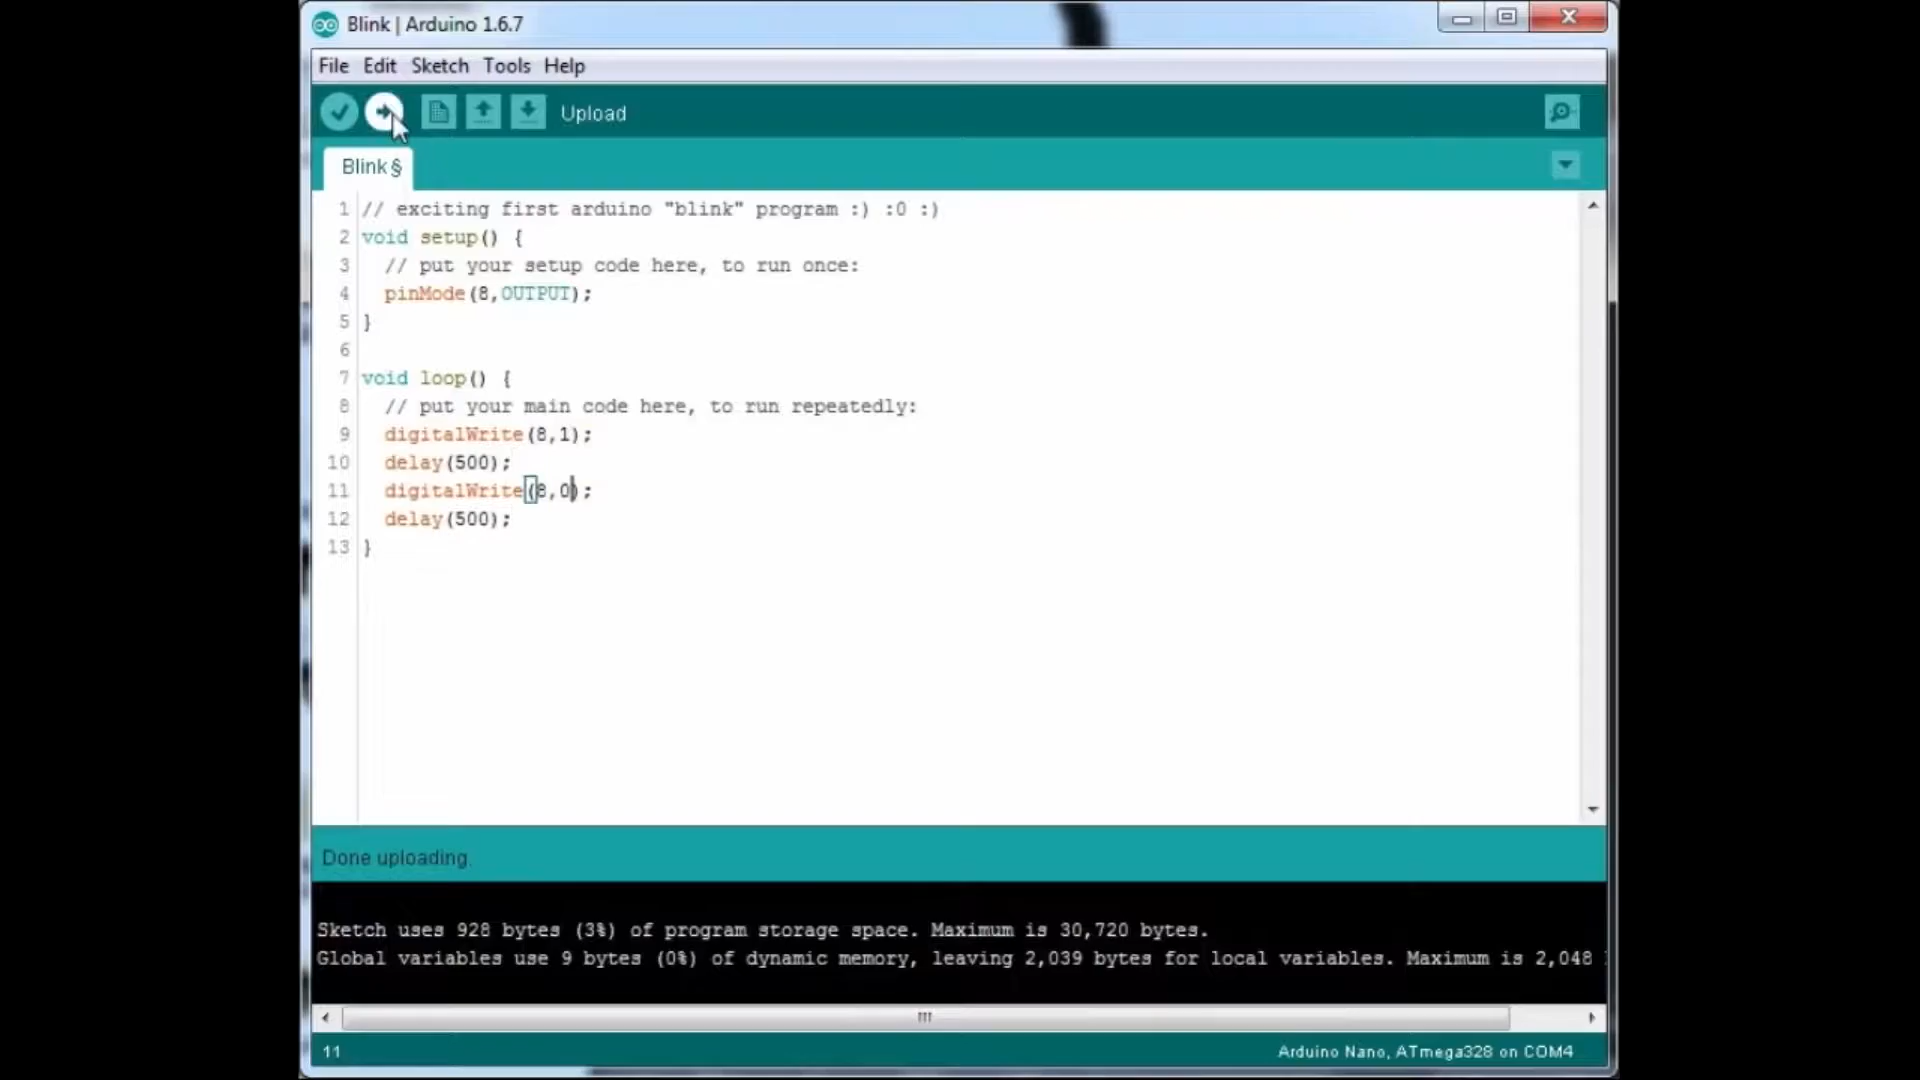 Blink | Arduino 1.6.7
File Edit Sketch Tools Help
Upload
Blink §
1 // exciting first arduino "blink" program :) :0 :)
2 void setup() {
3 // put your setup code here, to run once:
4 pinMode(8,OUTPUT);
5 }
6
7 void loop() {
8 // put your main code here, to run repeatedly:
9 digitalWrite(8,1);
10 delay(500);
11 digitalWrite(8,0);
12 delay(500);
13 }
Done uploading.
Sketch uses 928 bytes (3%) of program storage space. Maximum is 30,720 bytes.
Global variables use 9 bytes (0%) of dynamic memory, leaving 2,039 bytes for local variables. Maximum is 2,048
11
Arduino Nano, ATmega328 on COM4